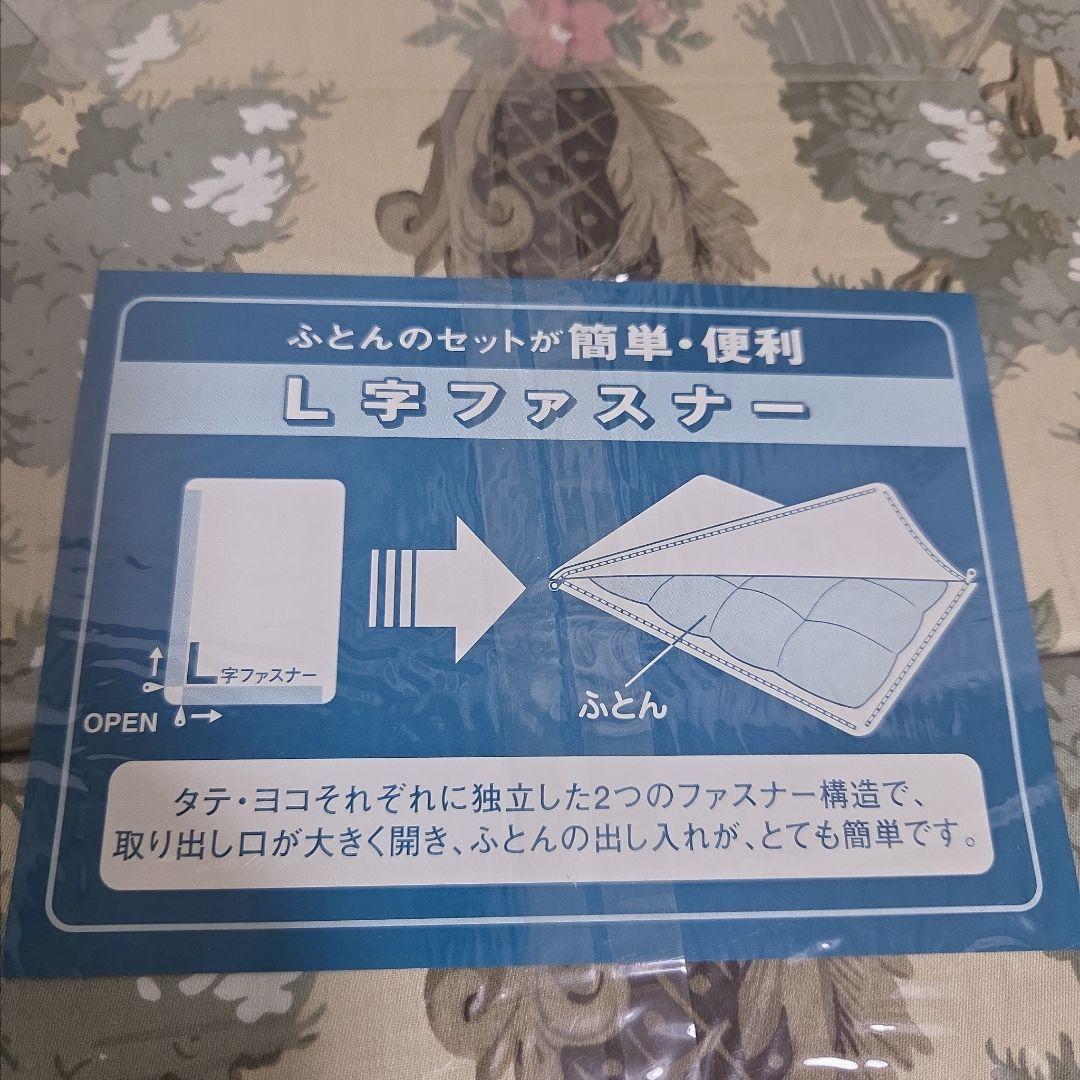 ふとんのセットが簡単・便利
L字ファスナー
L字ファスナー
OPEN
ふとん
タテ・ヨコそれぞれに独立した2つのファスナー構造で、
取り出し口が大きく開き、ふとんの出し入れが、とても簡単です。